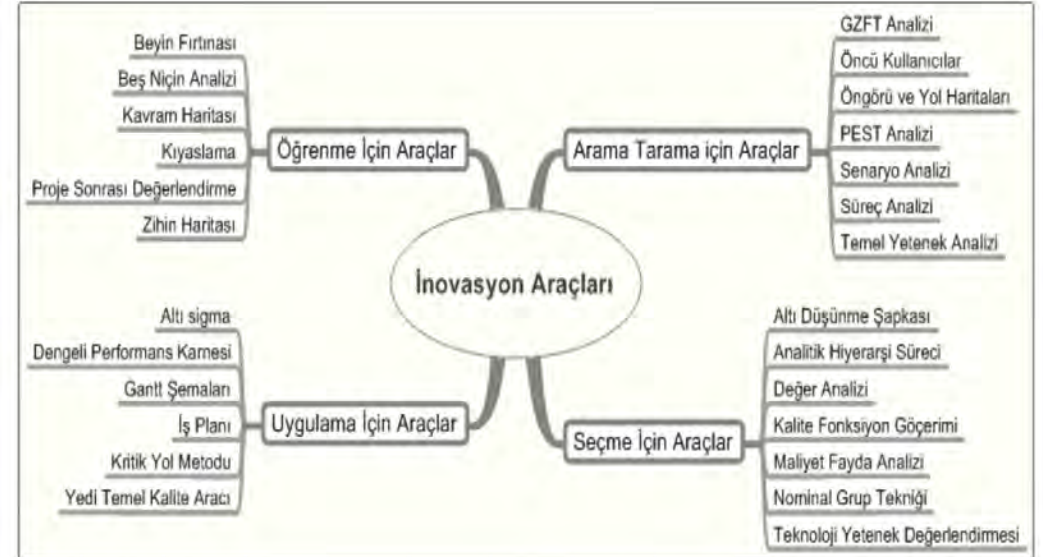 Beyin Fırtınası
Beş Niçin Analizi
Kavram Haritası
Kıyaslama
Proje Sonrası Değerlendirme
Zihin Haritası
Öğrenme İçin Araçlar
GZFT Analizi
Öncü Kullanıcılar
Öngörü ve Yol Haritaları
PEST Analizi
Senaryo Analizi
Süreç Analizi
Temel Yetenek Analizi
Arama Tarama için Araçlar
İnovasyon Araçları
Altı sigma
Dengeli Performans Karnesi
Gantt Şemaları
İş Planı
Kritik Yol Metodu
Yedi Temel Kalite Aracı
Uygulama İçin Araçlar
Altı Düşünme Şapkası
Analitik Hiyerarşi Süreci
Değer Analizi
Kalite Fonksiyon Göçerimi
Maliyet Fayda Analizi
Nominal Grup Tekniği
Teknoloji Yetenek Değerlendirmesi
Seçme İçin Araçlar